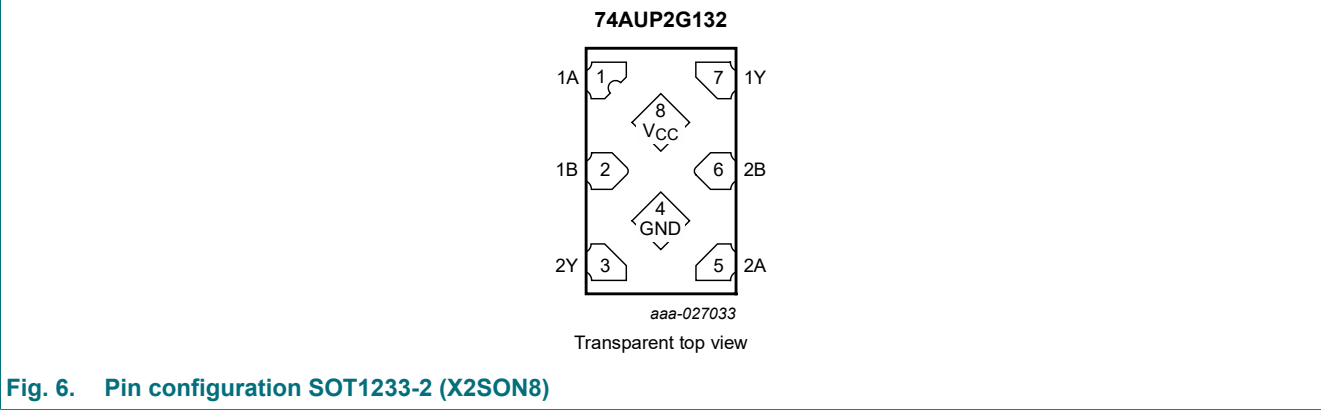 74AUP2G132
1A 1 7 1Y
8
VCC
1B 2 6 2B
4
GND
2Y 3 5 2A
aaa-027033
Transparent top view
Fig. 6. Pin configuration SOT1233-2 (X2SON8)